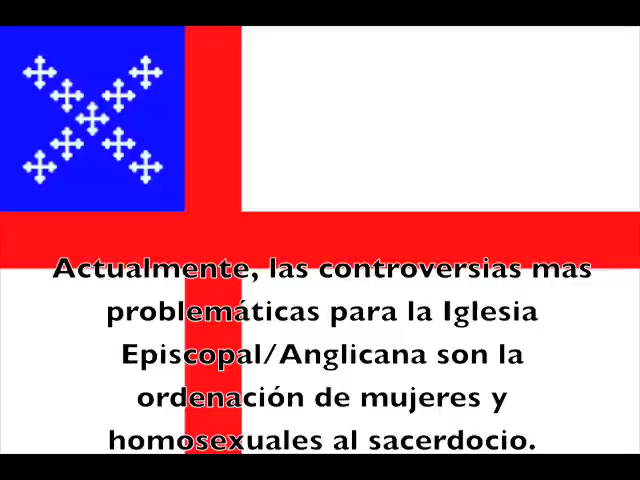 Actualmente, las controversias mas
problemáticas para la Iglesia
Episcopal/Anglicana son la
ordenación de mujeres y
homosexuales al sacerdocio.